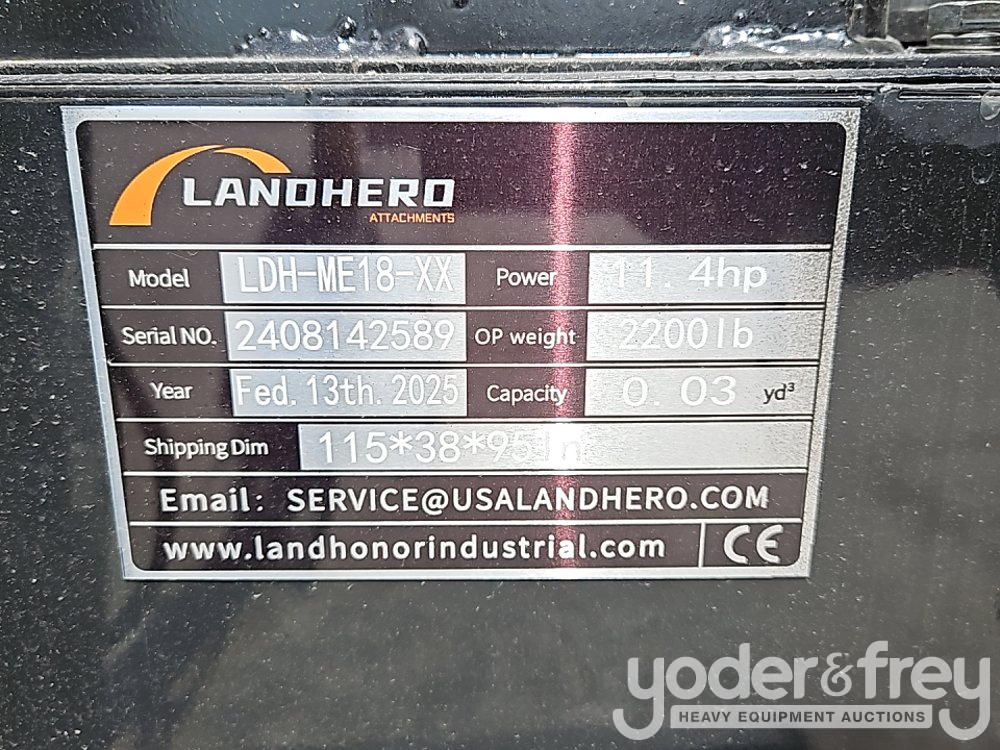 LANDHERO
ATTACHMENTS
Model LDH-ME18-XX Power 11.4hp
Serial NO. 2408142589 OP weight 2200lb
Year Fed. 13th. 2025 Capacity 0.03 yd³
Shipping Dim 115*38*95in
Email: SERVICE@USALANDHERO.COM
www.landhonorindustrial.com CE
yoder&frey
HEAVY EQUIPMENT AUCTIONS